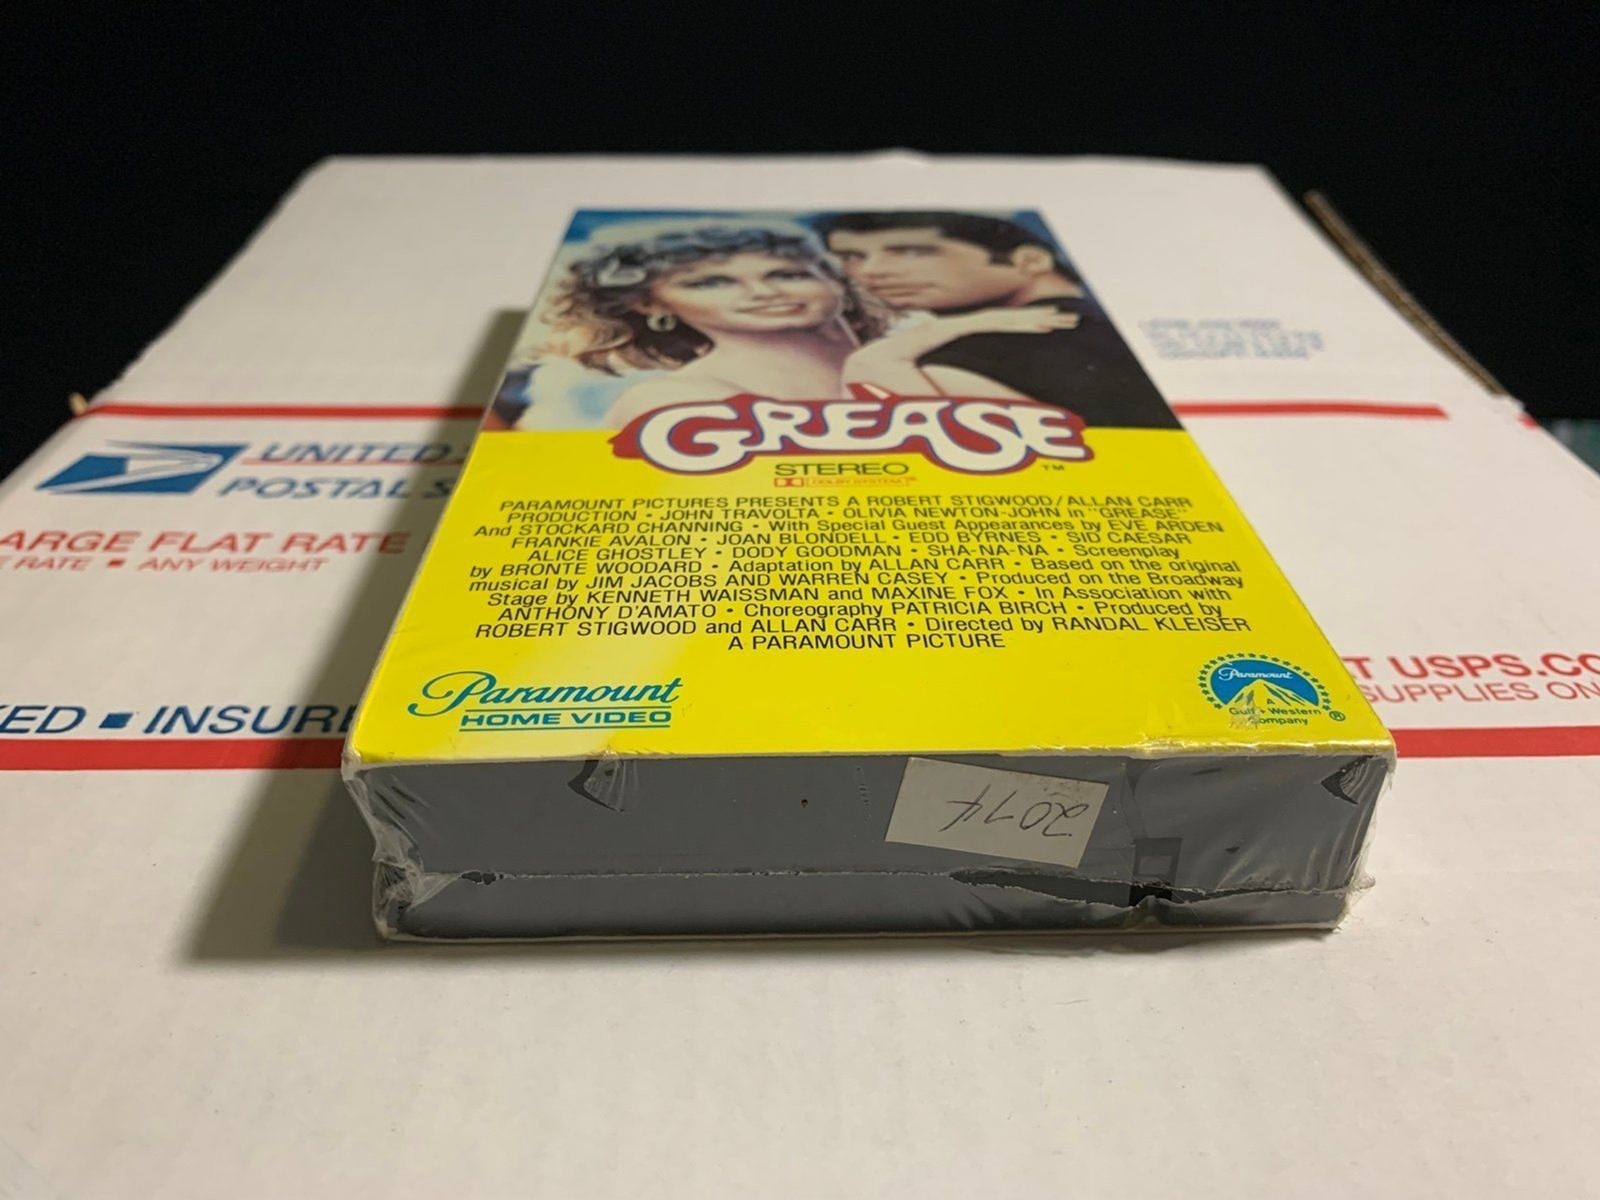 GREASE
TM
STEREO
DOLBY SYSTEM®
PARAMOUNT PICTURES PRESENTS A ROBERT STIGWOOD/ALLAN CARR
PRODUCTION • JOHN TRAVOLTA • OLIVIA NEWTON-JOHN in "GREASE"
And STOCKARD CHANNING • With Special Guest Appearances by EVE ARDEN
FRANKIE AVALON • JOAN BLONDELL • EDD BYRNES • SID CAESAR
ALICE GHOSTLEY • DODY GOODMAN • SHA-NA-NA • Screenplay
by BRONTE WOODARD • Adaptation by ALLAN CARR • Based on the original
musical by JIM JACOBS AND WARREN CASEY • Produced on the Broadway
Stage by KENNETH WAISSMAN and MAXINE FOX • In Association with
ANTHONY D'AMATO • Choreography PATRICIA BIRCH • Produced by
ROBERT STIGWOOD and ALLAN CARR • Directed by RANDAL KLEISER
A PARAMOUNT PICTURE
Paramount
HOME VIDEO
Paramount
A
Gulf+Western
Company
®
2074
UNITED
POSTAL S
ARGE FLAT RATE
E RATE ■ ANY WEIGHT
KED ■ INSURE
T USPS.CO
SUPPLIES ON